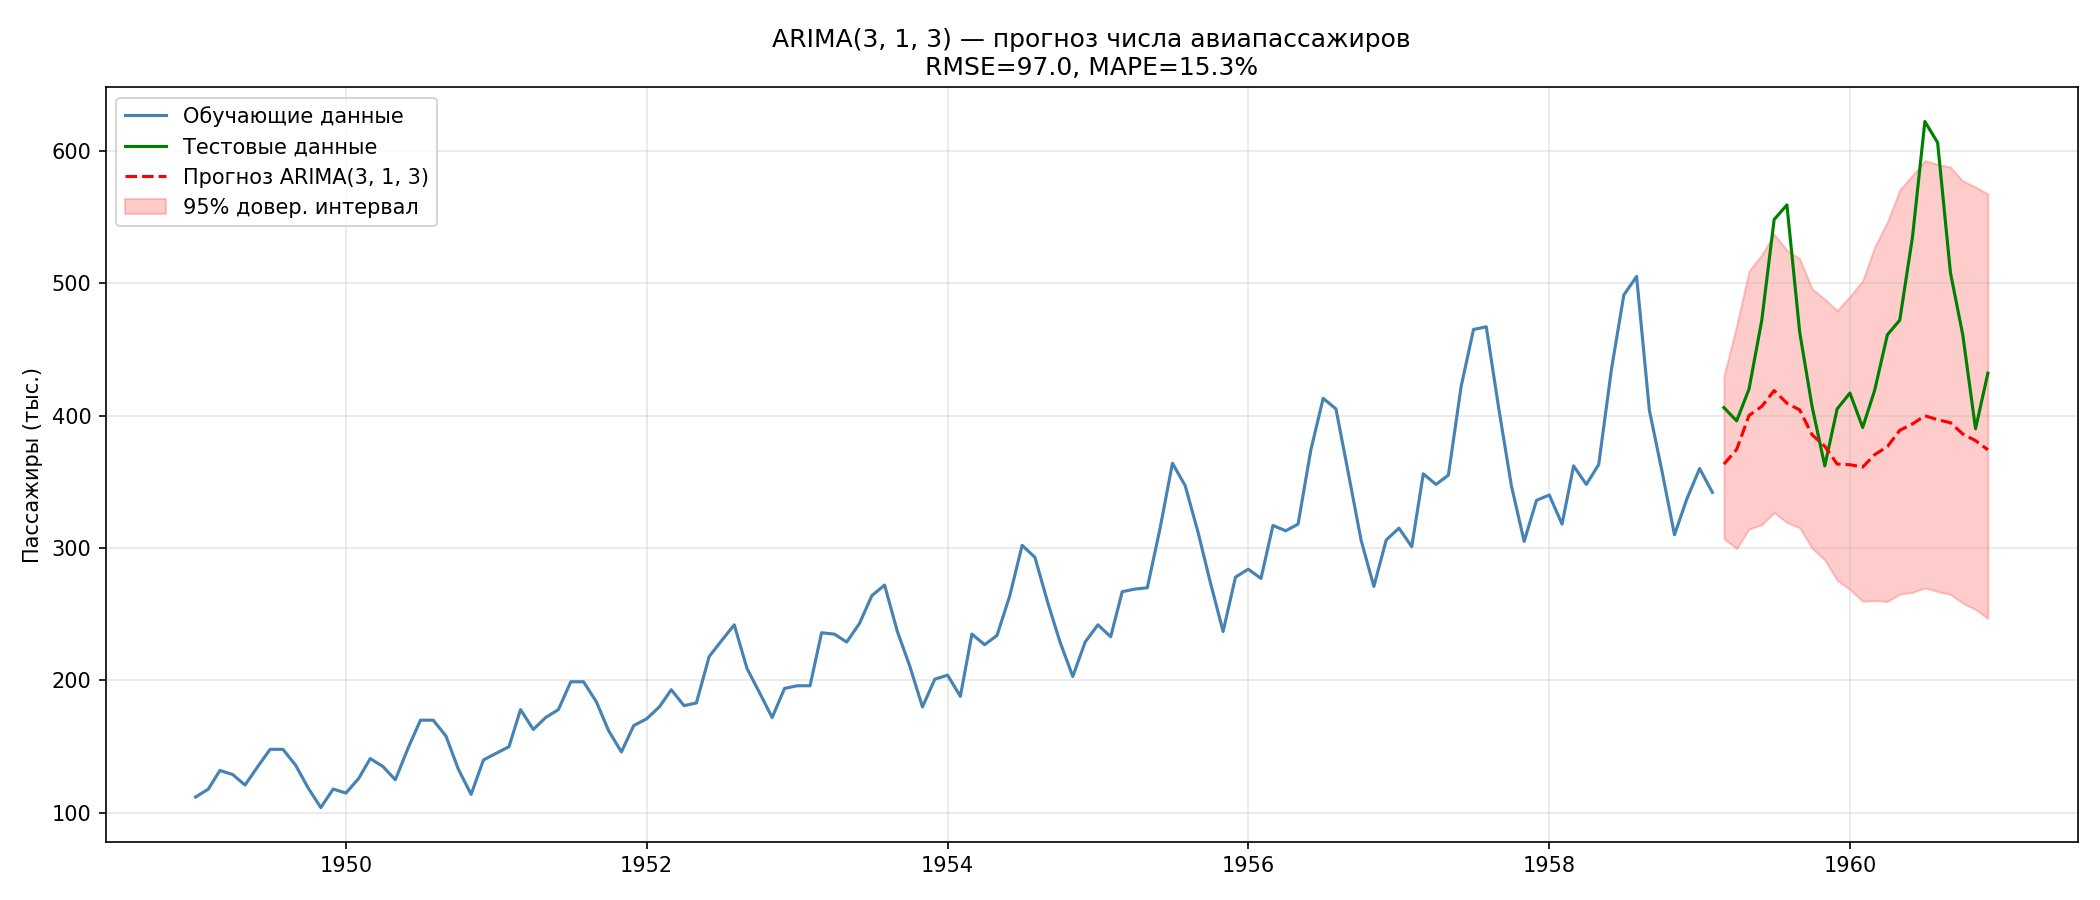 ARIMA(3, 1, 3) — прогноз числа авиапассажиров
RMSE=97.0, MAPE=15.3%
Обучающие данные
Тестовые данные
Прогноз ARIMA(3, 1, 3)
95% довер. интервал
Пассажиры (тыс.)
600
500
400
300
200
100
1950
1952
1954
1956
1958
1960